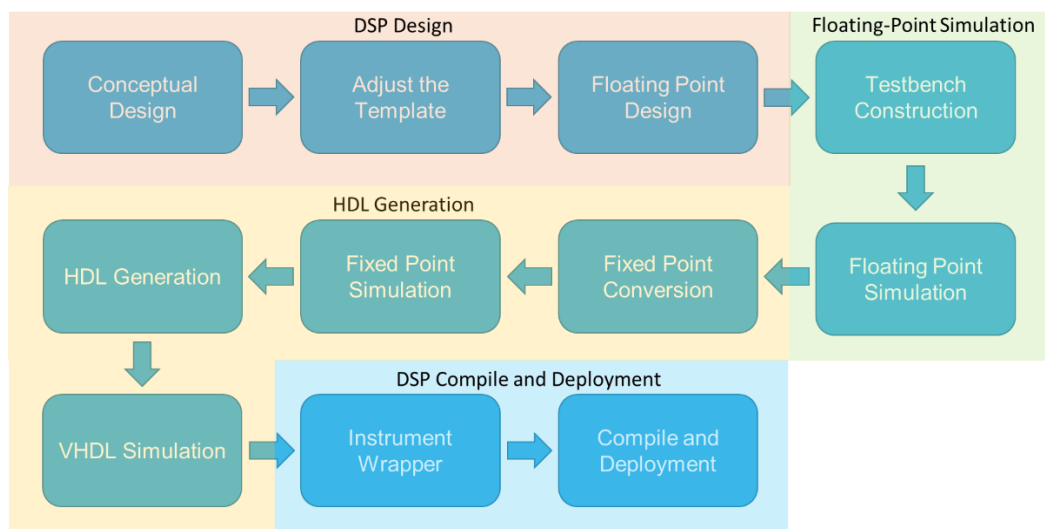 DSP Design
Floating-Point Simulation
Conceptual
Design
Adjust the
Template
Floating Point
Design
Testbench
Construction
HDL Generation
HDL Generation
Fixed Point
Simulation
Fixed Point
Conversion
Floating Point
Simulation
DSP Compile and Deployment
VHDL Simulation
Instrument
Wrapper
Compile and
Deployment